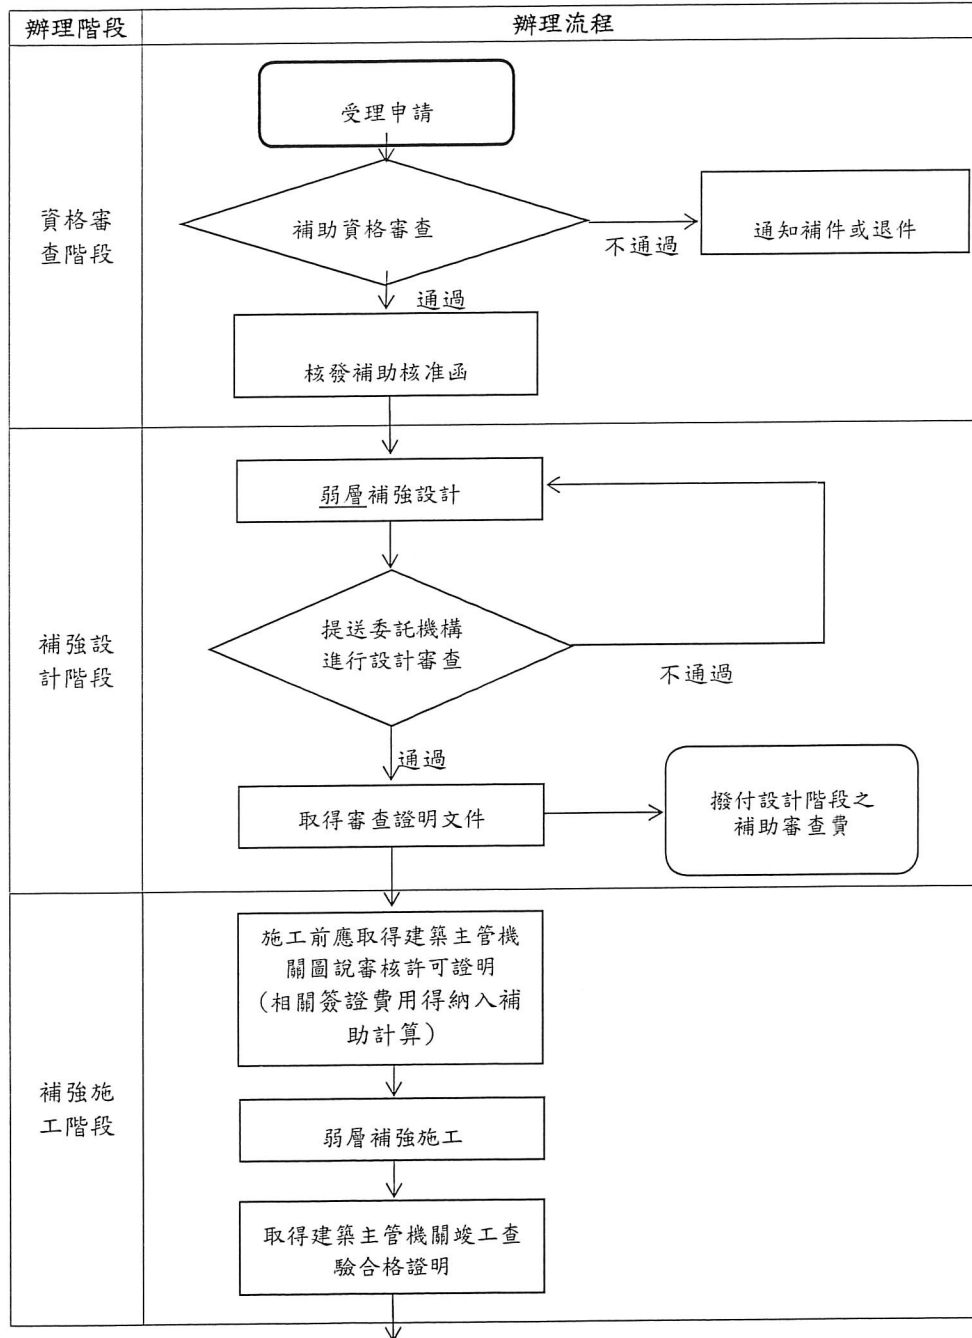 辦理階段
辦理流程
資格審
查階段
受理申請
補助資格審查
不通過
通知補件或退件
通過
核發補助核准函
補強設
計階段
弱層補強設計
提送委託機構
進行設計審查
不通過
通過
取得審查證明文件
撥付設計階段之
補助審查費
補強施
工階段
施工前應取得建築主管機
關圖說審核許可證明
(相關簽證費用得納入補
助計算)
弱層補強施工
取得建築主管機關竣工查
驗合格證明